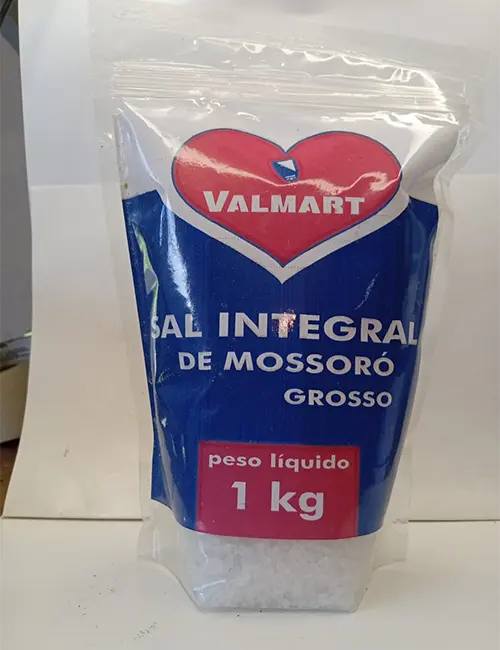 VALMART
SAL INTEGRAL
DE MOSSORÓ
GROSSO
peso líquido
1 kg